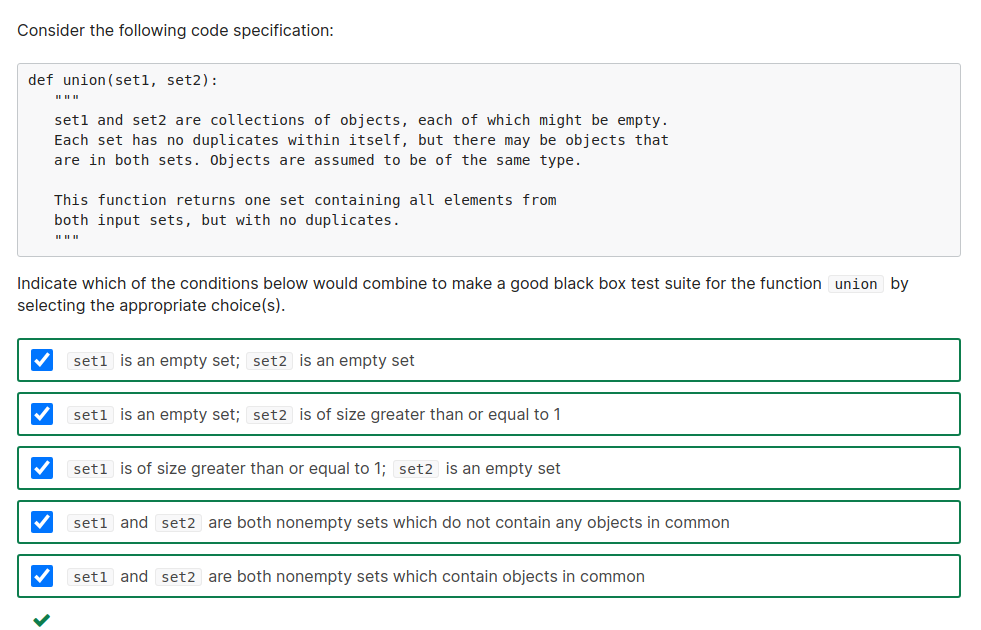 Consider the following code specification:
def union(set1, set2):
"""
set1 and set2 are collections of objects, each of which might be empty.
Each set has no duplicates within itself, but there may be objects that
are in both sets. Objects are assumed to be of the same type.
This function returns one set containing all elements from
both input sets, but with no duplicates.
"""
Indicate which of the conditions below would combine to make a good black box test suite for the function union by
selecting the appropriate choice(s).
set1 is an empty set; set2 is an empty set
set1 is an empty set; set2 is of size greater than or equal to 1
set1 is of size greater than or equal to 1; set2 is an empty set
set1 and set2 are both nonempty sets which do not contain any objects in common
set1 and set2 are both nonempty sets which contain objects in common